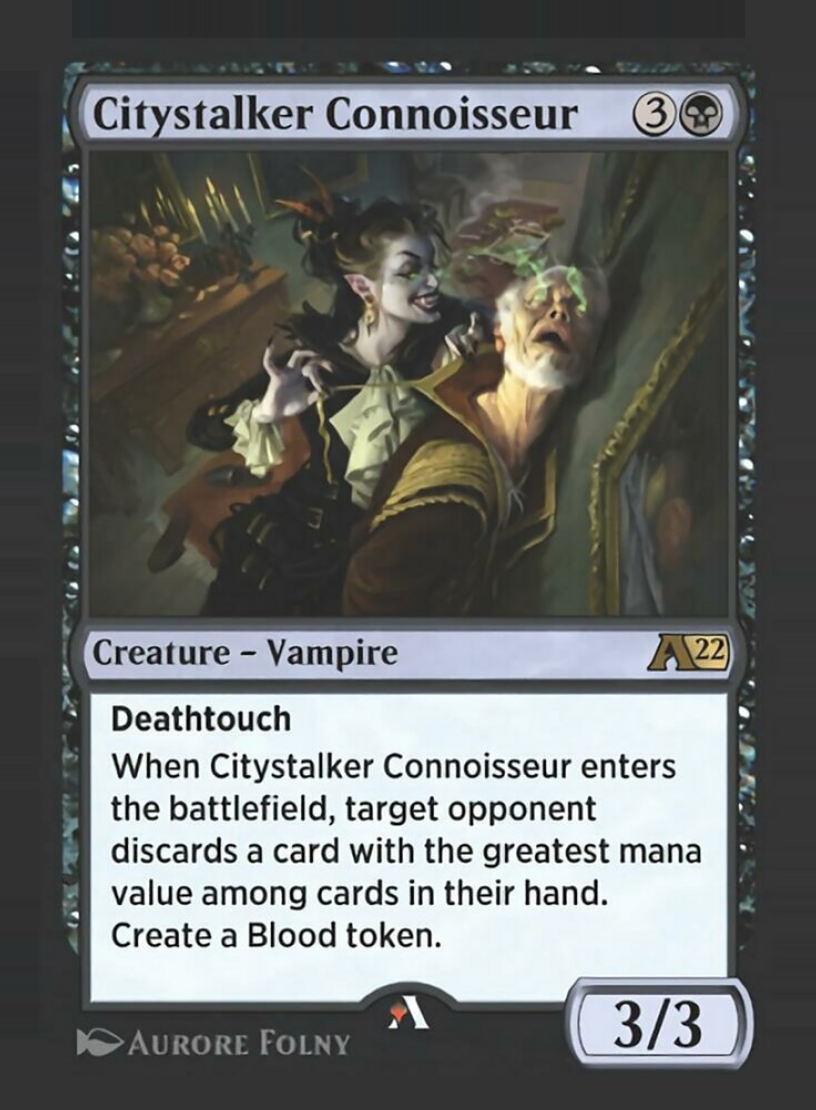 Citystalker Connoisseur 3
Creature – Vampire A22
Deathtouch
When Citystalker Connoisseur enters
the battlefield, target opponent
discards a card with the greatest mana
value among cards in their hand.
Create a Blood token.
3/3
AURORE FOLNY